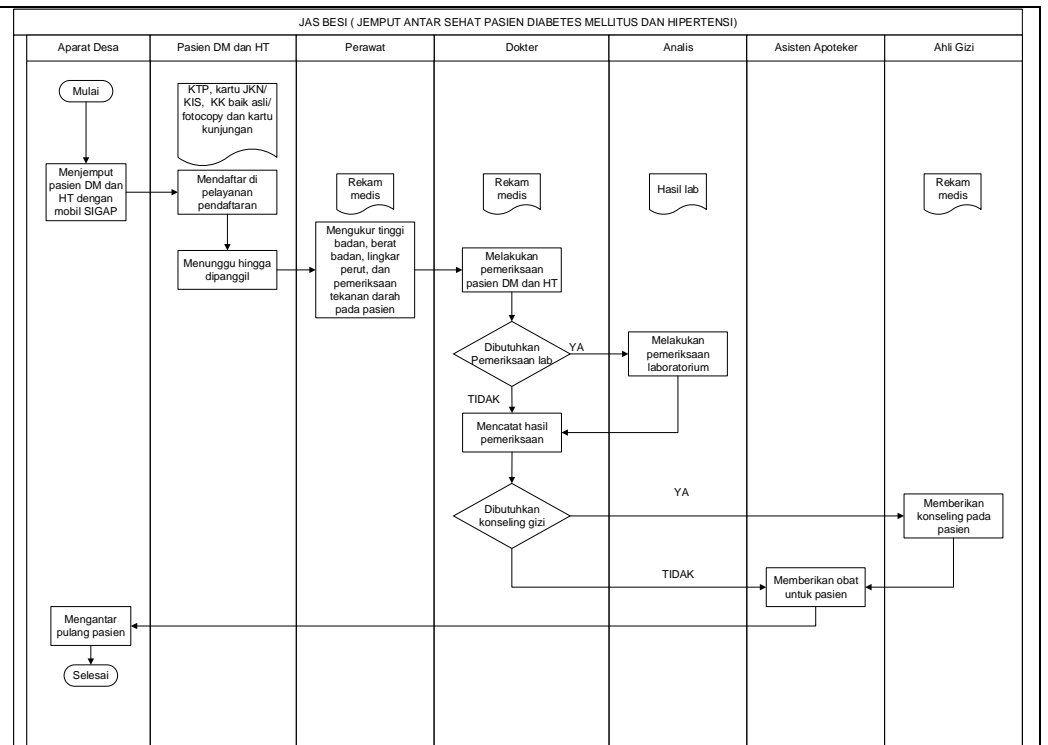 JAS BESI ( JEMPUT ANTAR SEHAT PASIEN DIABETES MELLITUS DAN HIPERTENSI)
Aparat Desa
Pasien DM dan HT
Perawat
Dokter
Analis
Asisten Apoteker
Ahli Gizi
Mulai
KTP, kartu JKN/
KIS, KK baik asli/
fotocopy dan kartu
kunjungan
Menjemput
pasien DM dan
HT dengan
mobil SIGAP
Mendaftar di
pelayanan
pendaftaran
Rekam
medis
Rekam
medis
Hasil lab
Rekam
medis
Menunggu hingga
dipanggil
Mengukur tinggi
badan, berat
badan, lingkar
perut, dan
pemeriksaan
tekanan darah
pada pasien
Melakukan
pemeriksaan
pasien DM dan HT
Dibutuhkan
Pemeriksaan lab
YA
Melakukan
pemeriksaan
laboratorium
TIDAK
Mencatat hasil
pemeriksaan
Dibutuhkan
konseling gizi
YA
Memberikan
konseling pada
pasien
TIDAK
Memberikan obat
untuk pasien
Mengantar
pulang pasien
Selesai